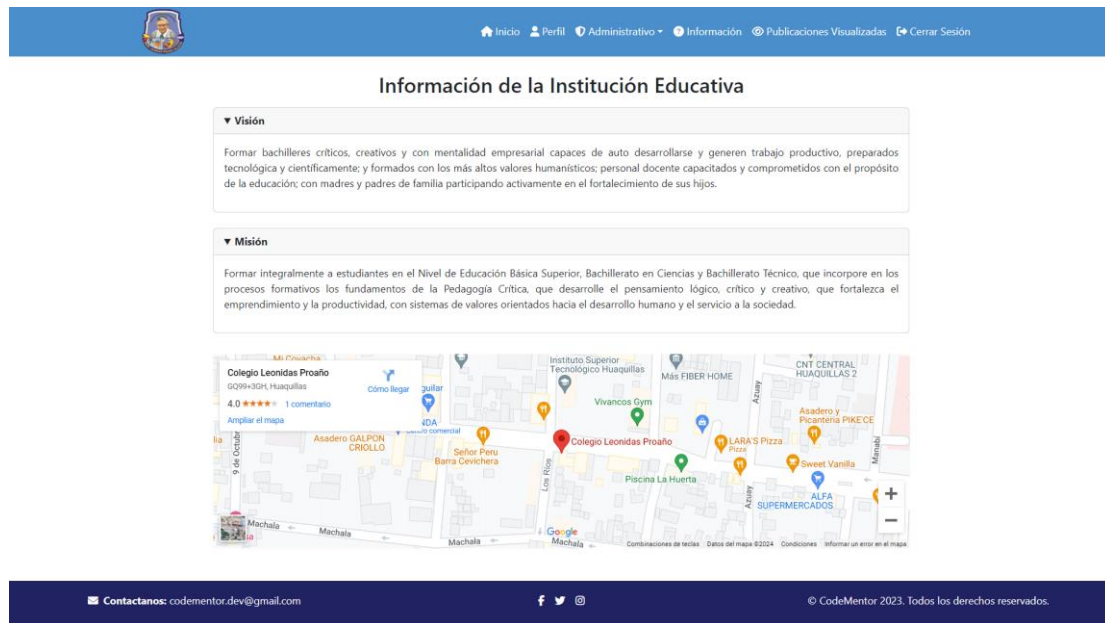 Inicio Perfil Administrativo Información Publicaciones Visualizadas Cerrar Sesión
Información de la Institución Educativa
Visión
Formar bachilleres críticos, creativos y con mentalidad empresarial capaces de auto desarrollarse y generen trabajo productivo, preparados
tecnológica y científicamente; y formados con los más altos valores humanísticos; personal docente capacitados y comprometidos con el propósito
de la educación; con madres y padres de familia participando activamente en el fortalecimiento de sus hijos.
Misión
Formar integralmente a estudiantes en el Nivel de Educación Básica Superior, Bachillerato en Ciencias y Bachillerato Técnico, que incorpore en los
procesos formativos los fundamentos de la Pedagogía Crítica, que desarrolle el pensamiento lógico, crítico y creativo, que fortalezca el
emprendimiento y la productividad, con sistemas de valores orientados hacia el desarrollo humano y el servicio a la sociedad.
Colegio Leonidas Proaño
GQ99+3GH, Huaquillas
Cómo llegar
4.0 1 comentario
Ampliar el mapa
Instituto Superior
Tecnológico Huaquillas
Más FIBER HOME
CNT CENTRAL
HUAQUILLAS 2
Azuay
Vivancos Gym
Asadero y
Picanteria PIKE'CE
9 de Octubre
Asadero GALPON
CRIOLLO
Señor Peru
Barra Cevichera
Colegio Leonidas Proaño
LARA'S Pizza
Pizza
Sweet Vanilla
Manabí
Los Ríos
Piscina La Huerta
Azuay
ALFA
SUPERMERCADOS
Machala
Machala
Machala
Google
Machala
Combinaciones de teclas Datos del mapa ©2024 Condiciones Informar un error en el mapa
Contactanos: codementor.dev@gmail.com
© CodeMentor 2023. Todos los derechos reservados.